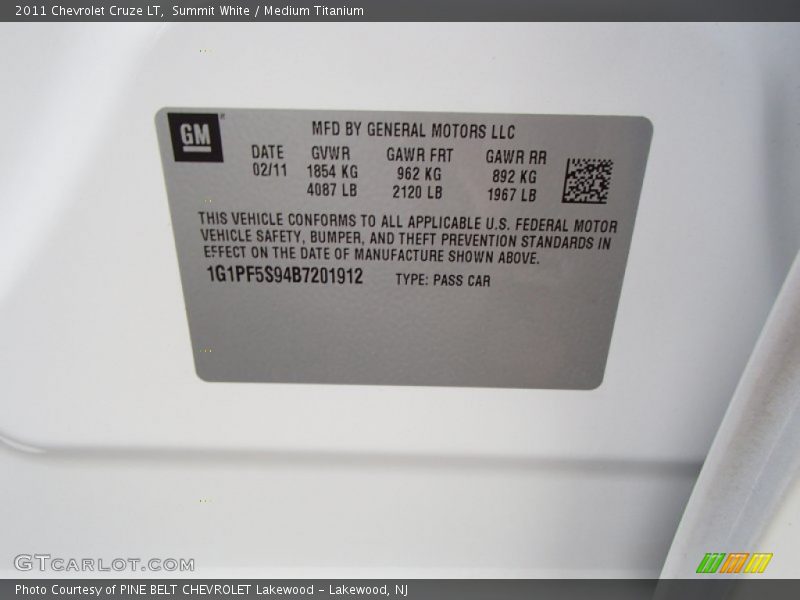 2011 Chevrolet Cruze LT, Summit White / Medium Titanium
GM
MFD BY GENERAL MOTORS LLC
DATE GVWR GAWR FRT GAWR RR
02/11 1854 KG 962 KG 892 KG
4087 LB 2120 LB 1967 LB
THIS VEHICLE CONFORMS TO ALL APPLICABLE U.S. FEDERAL MOTOR
VEHICLE SAFETY, BUMPER, AND THEFT PREVENTION STANDARDS IN
EFFECT ON THE DATE OF MANUFACTURE SHOWN ABOVE.
1G1PF5S94B7201912 TYPE: PASS CAR
GTCARLOT.COM
Photo Courtesy of PINE BELT CHEVROLET Lakewood - Lakewood, NJ